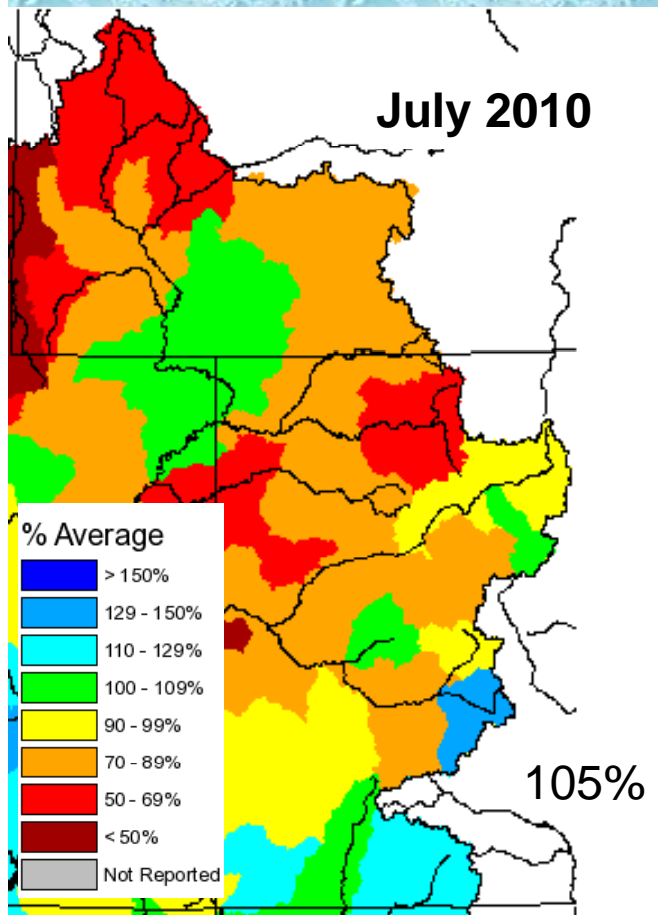 July 2010
% Average
> 150%
129 - 150%
110 - 129%
100 - 109%
90 - 99%
70 - 89%
50 - 69%
< 50%
Not Reported
105%